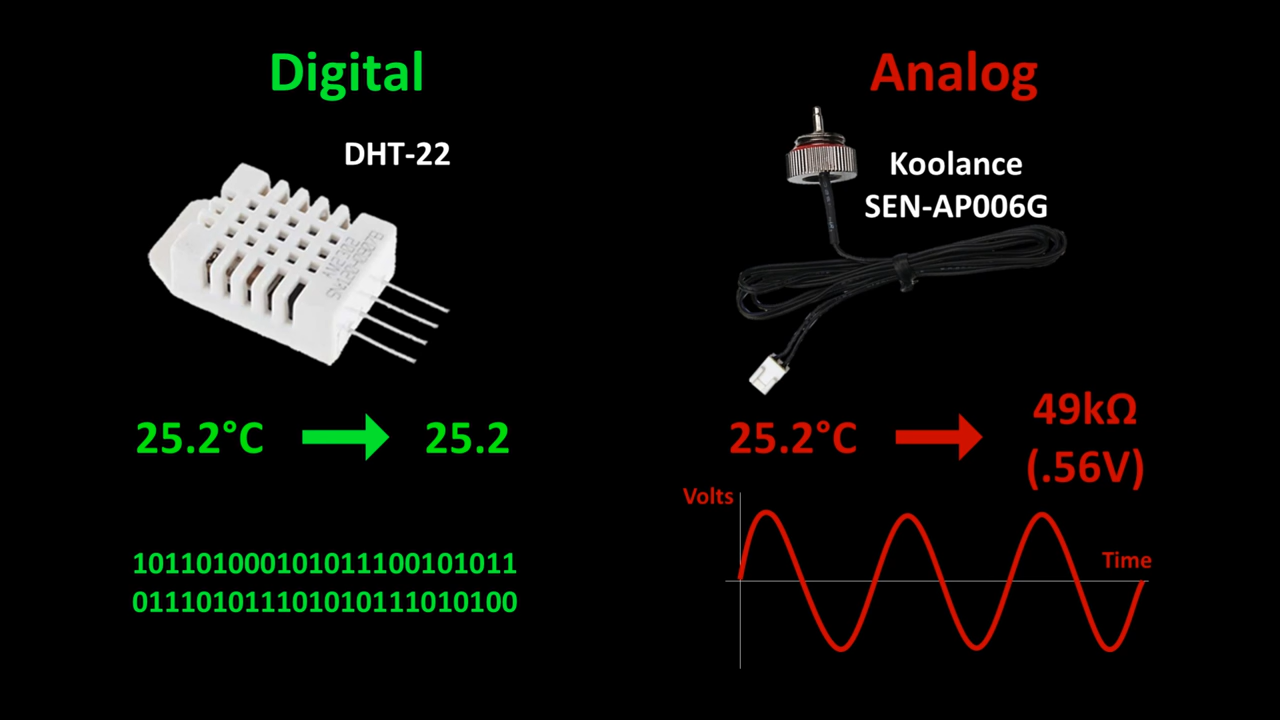 Digital
DHT-22
25.2°C
25.2
101101000101011100101011
011101011101010111010100
Analog
Koolance
SEN-AP006G
25.2°C
49kΩ
(.56V)
Volts
Time